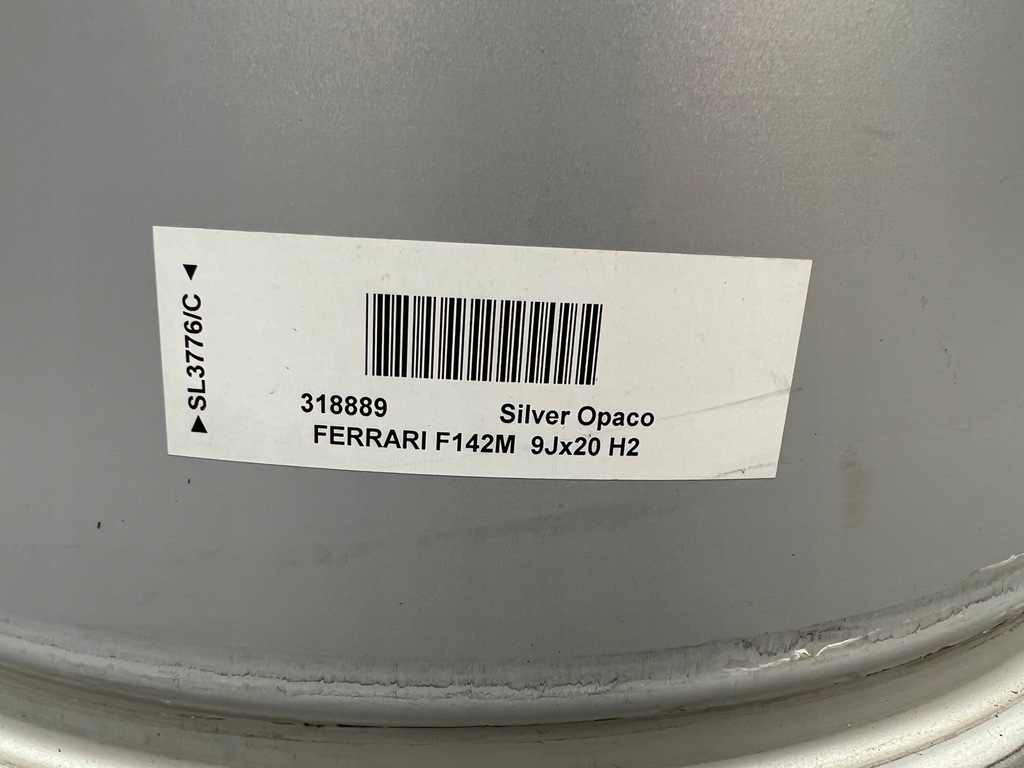 ▶SL3776/C ◀
318889 Silver Opaco
FERRARI F142M 9Jx20 H2